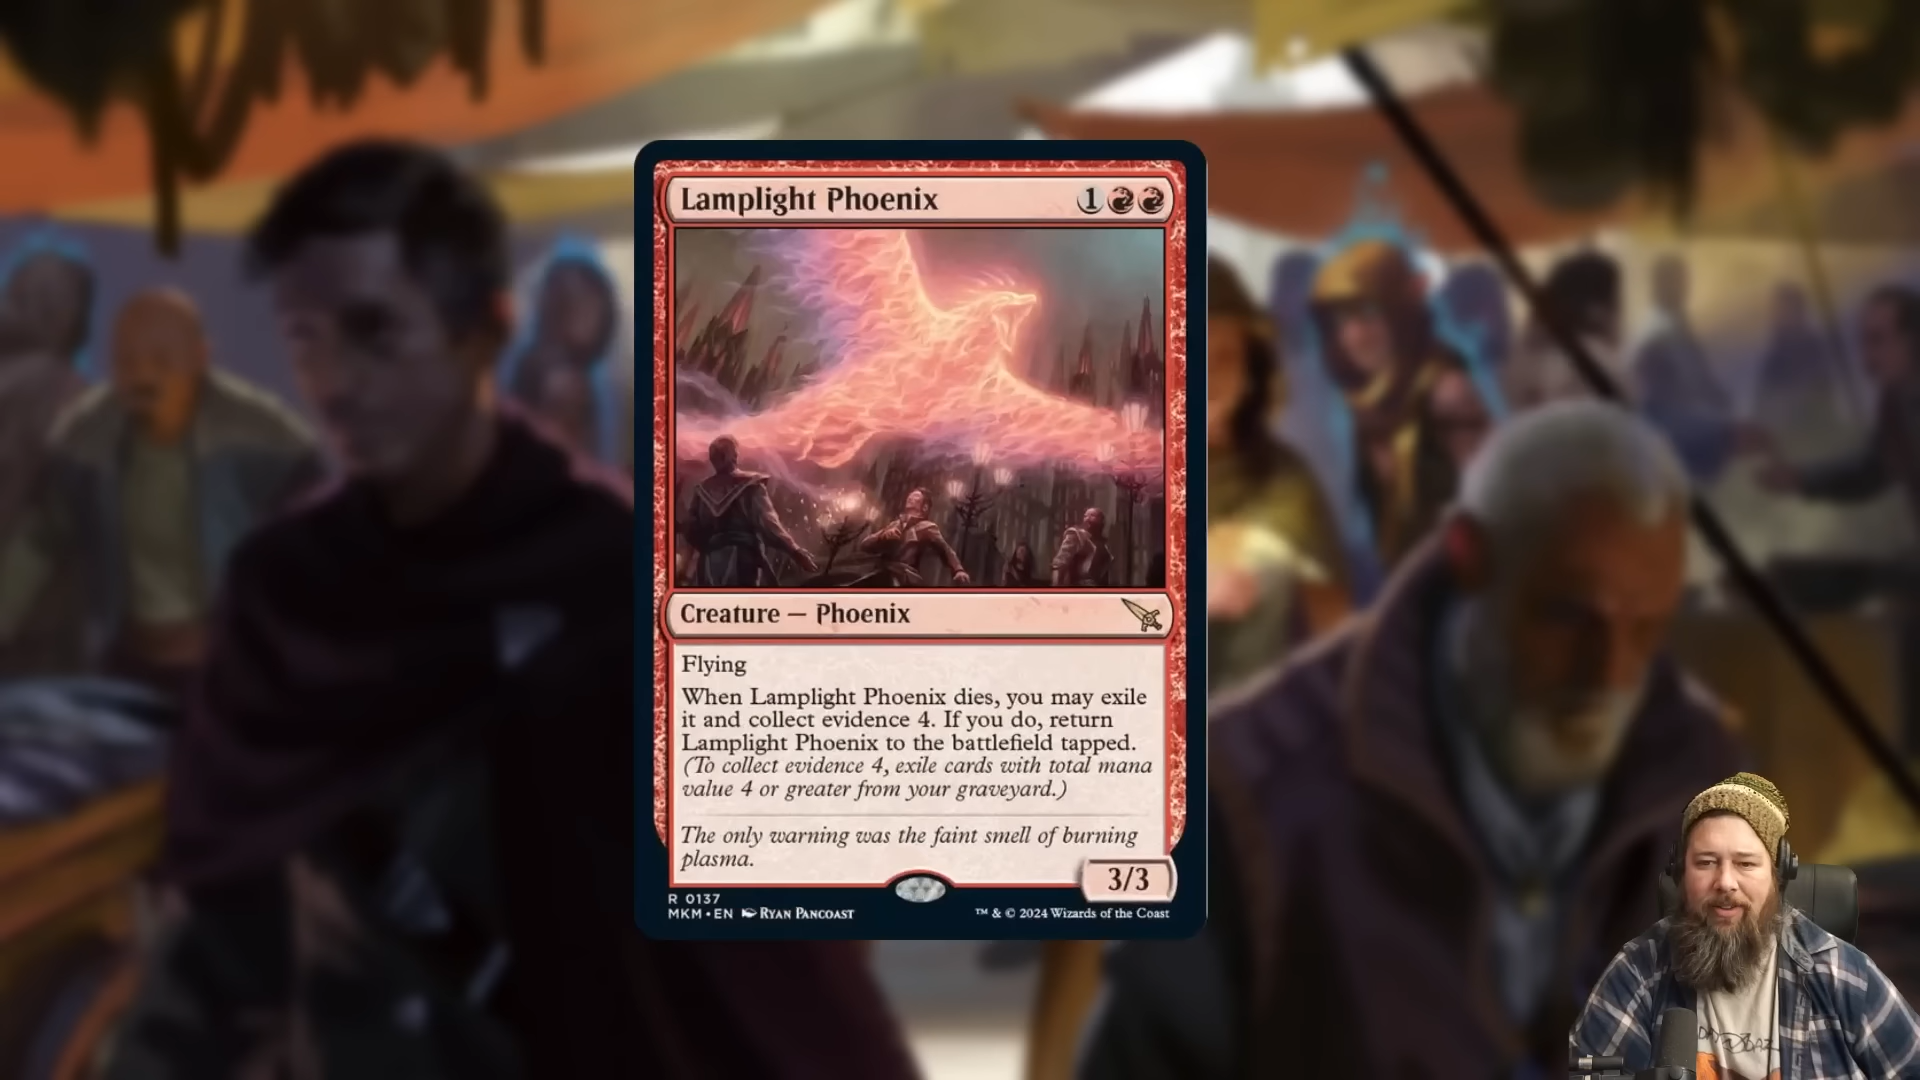 Lamplight Phoenix 1
Creature — Phoenix
Flying
When Lamplight Phoenix dies, you may exile
it and collect evidence 4. If you do, return
Lamplight Phoenix to the battlefield tapped.
(To collect evidence 4, exile cards with total mana
value 4 or greater from your graveyard.)
The only warning was the faint smell of burning
plasma.
3/3
R 0137
MKM • EN RYAN PANCOAST
™ & © 2024 Wizards of the Coast